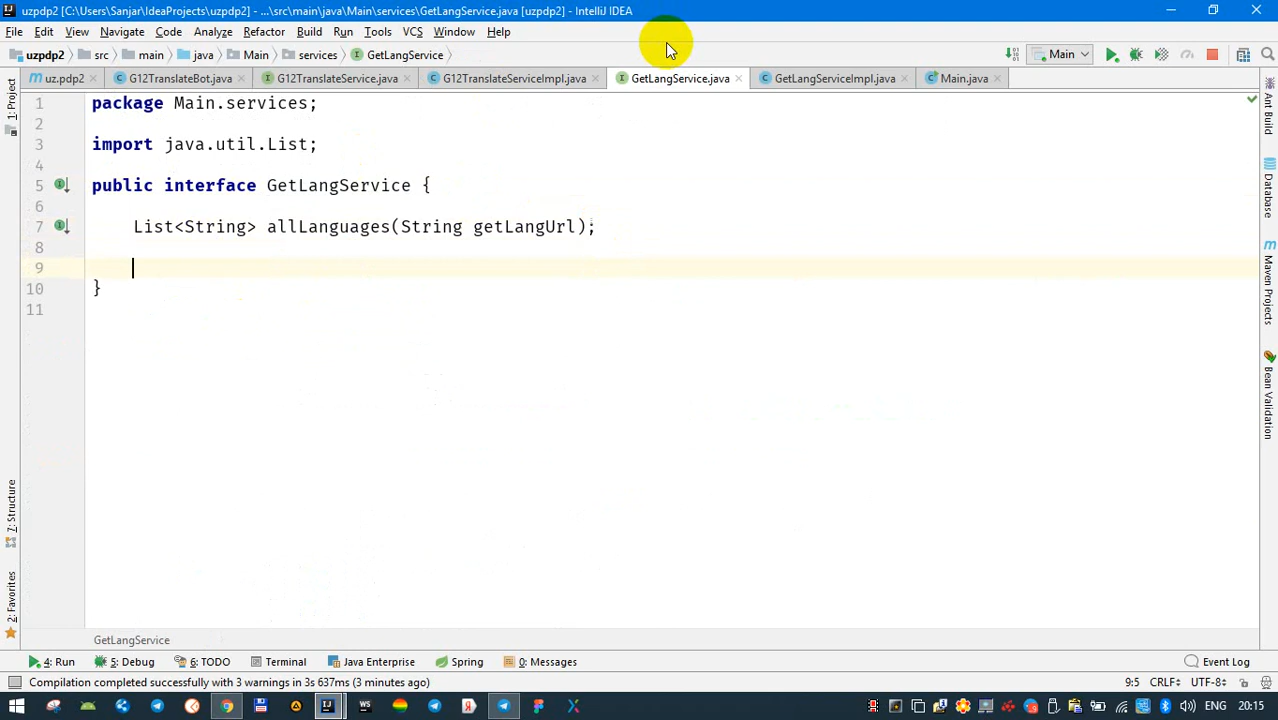 uzpdp2 [C:\Users\Sanjar\IdeaProjects\uzpdp2] - ...\src\main\java\Main\services\GetLangService.java [uzpdp2] - IntelliJ IDEA
File Edit View Navigate Code Analyze Refactor Build Run Tools VCS Window Help
uzpdp2 src main java Main services GetLangService Main
uz.pdp2 G12TranslateBot.java G12TranslateService.java G12TranslateServiceImpl.java GetLangService.java GetLangServiceImpl.java Main.java
1: Project
1 package Main.services;
2
3 import java.util.List;
4
5 public interface GetLangService {
6
7 List<String> allLanguages(String getLangUrl);
8
9
10 }
11
Ant Build
Database
Maven Projects
Bean Validation
7: Structure
2: Favorites
GetLangService
4: Run 5: Debug 6: TODO Terminal Java Enterprise Spring 0: Messages Event Log
Compilation completed successfully with 3 warnings in 3s 637ms (3 minutes ago) 9:5 CRLF UTF-8
ENG 20:15